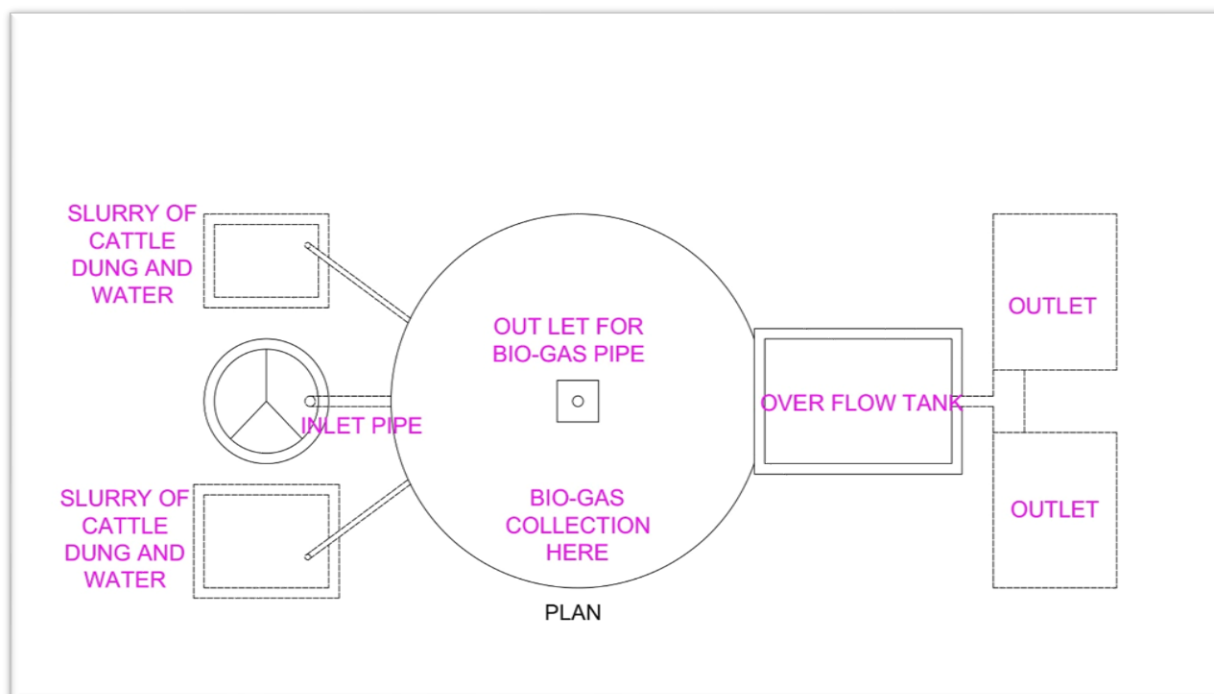 SLURRY OF
CATTLE
DUNG AND
WATER
INLET PIPE
SLURRY OF
CATTLE
DUNG AND
WATER
OUT LET FOR
BIO-GAS PIPE
BIO-GAS
COLLECTION
HERE
OVER FLOW TANK
OUTLET
OUTLET
PLAN